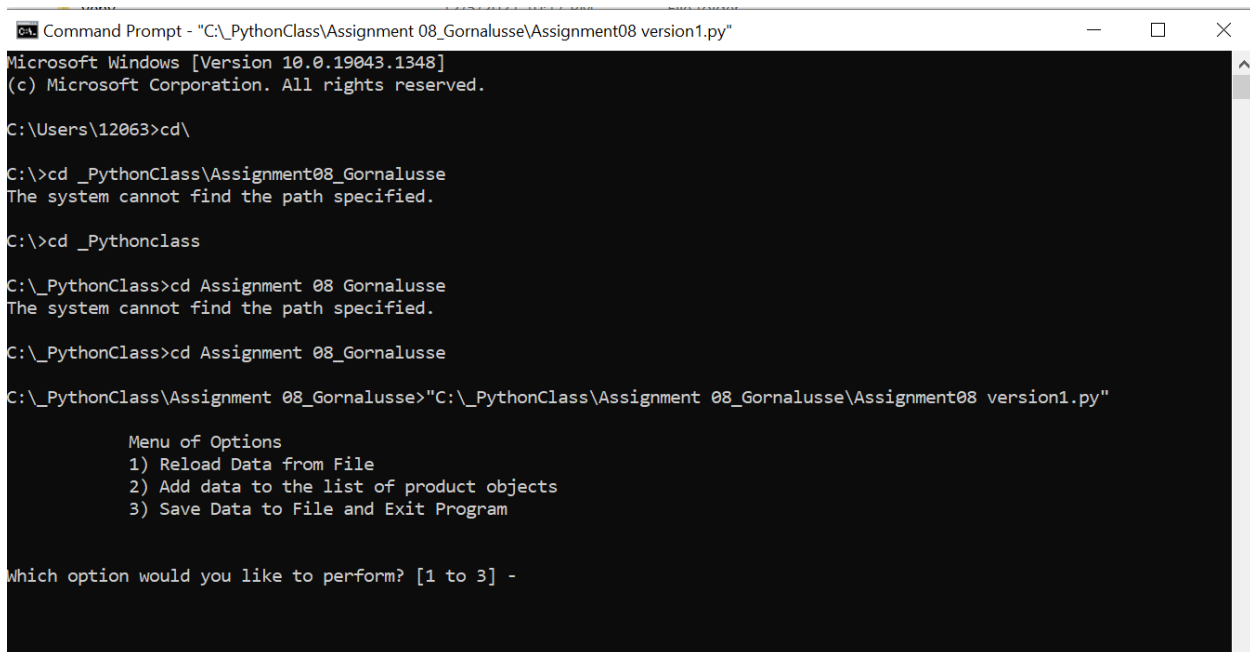 Command Prompt - "C:\_PythonClass\Assignment 08_Gornalusse\Assignment08 version1.py"
Microsoft Windows [Version 10.0.19043.1348]
(c) Microsoft Corporation. All rights reserved.
C:\Users\12063>cd\
C:\>cd _PythonClass\Assignment08_Gornalusse
The system cannot find the path specified.
C:\>cd _Pythonclass
C:\_PythonClass>cd Assignment 08 Gornalusse
The system cannot find the path specified.
C:\_PythonClass>cd Assignment 08_Gornalusse
C:\_PythonClass\Assignment 08_Gornalusse>"C:\_PythonClass\Assignment 08_Gornalusse\Assignment08 version1.py"
Menu of Options
1) Reload Data from File
2) Add data to the list of product objects
3) Save Data to File and Exit Program
Which option would you like to perform? [1 to 3] -